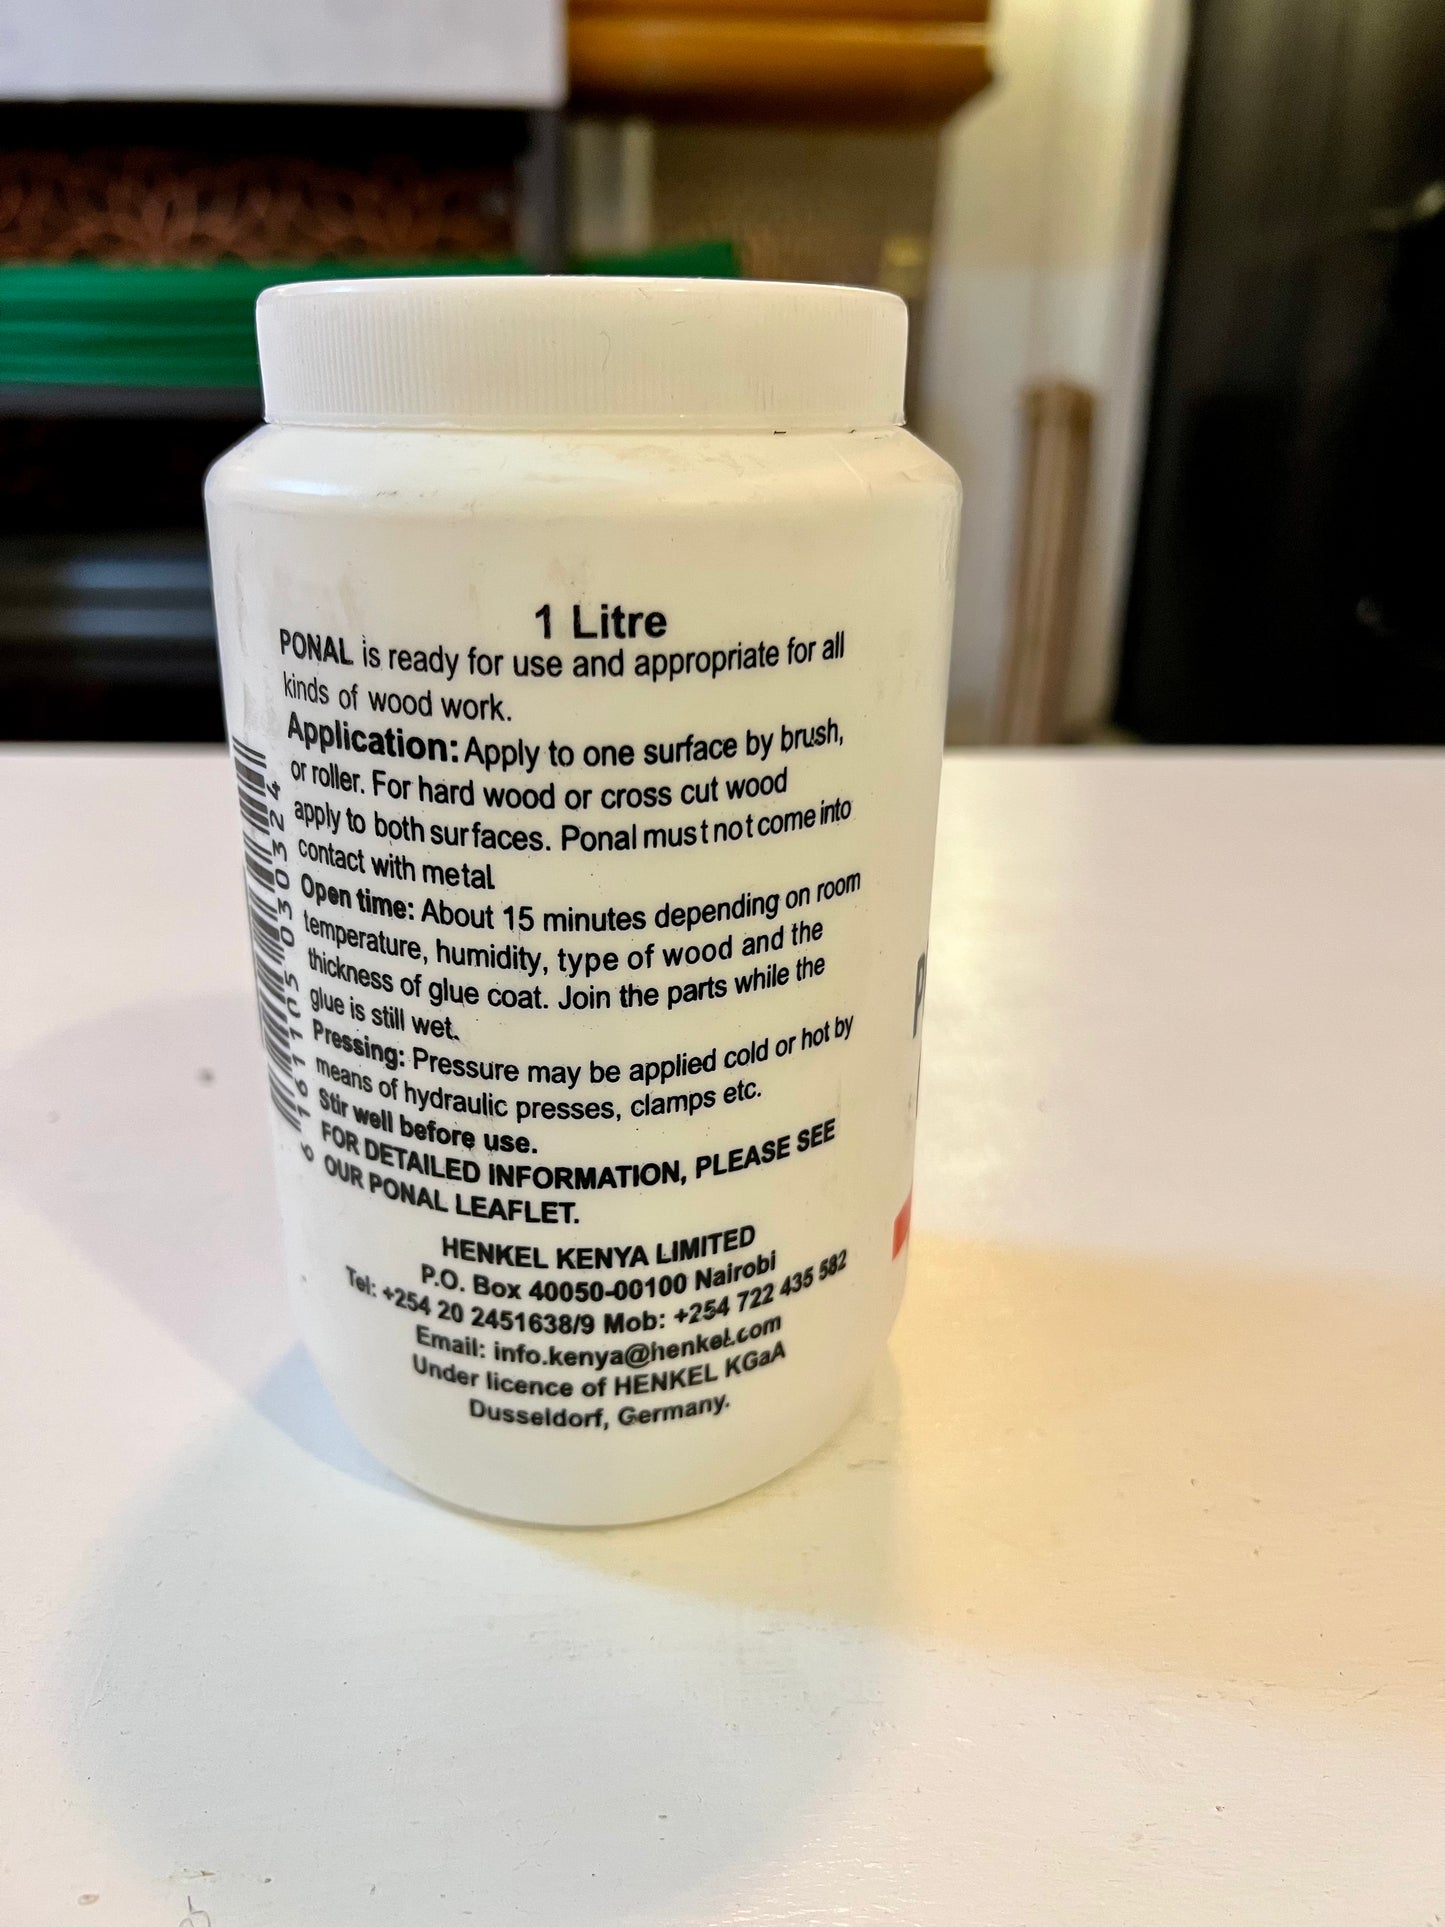 1 Litre
PONAL is ready for use and appropriate for all
kinds of wood work.
Application: Apply to one surface by brush,
or roller. For hard wood or cross cut wood
apply to both surfaces. Ponal must not come into
contact with metal
Open time: About 15 minutes depending on room
temperature, humidity, type of wood and the
thickness of glue coat. Join the parts while the
glue is still wet.
Pressing: Pressure may be applied cold or hot by
means of hydraulic presses, clamps etc.
Stir well before use.
FOR DETAILED INFORMATION, PLEASE SEE
OUR PONAL LEAFLET.
HENKEL KENYA LIMITED
P.O. Box 40050-00100 Nairobi
Tel: +254 20 2451638/9 Mob: +254 722 435 582
Email: info.kenya@henkel.com
Under licence of HENKEL KGaA
Dusseldorf, Germany.
6 161105 030324